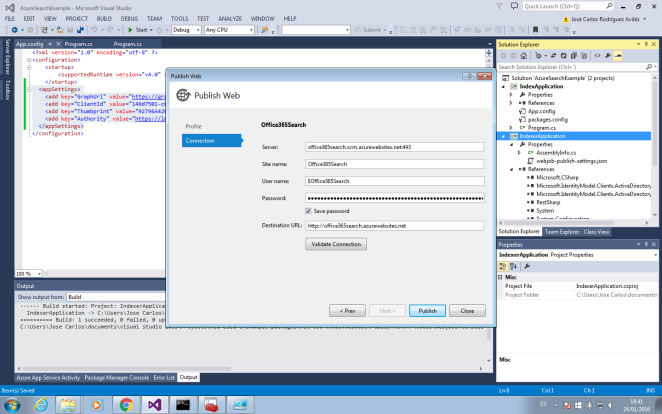 AzureSearchExample - Microsoft Visual Studio
Quick Launch (Ctrl+Q)
FILE EDIT VIEW PROJECT BUILD DEBUG TEAM TOOLS TEST ANALYZE WINDOW HELP
José Carlos Rodríguez Avilés
Start Debug Any CPU
Submit
Server Explorer
Toolbox
App.config Program.cs Program.cs
<?xml version="1.0" encoding="utf-8" ?>
<configuration>
<startup>
<supportedRuntime version="v4.0"
</startup>
<appSettings>
<add key="GraphUrl" value="https://gr
<add key="ClientId" value="149d7501-c
<add key="Thumbprint" value="92796A42
<add key="Authority" value="https://lo
</appSettings>
</configuration>
100 %
Publish Web
Publish Web
Profile
Connection
Office365Search
Server: office365search.scm.azurewebsites.net:443
Site name: Office365Search
User name: $Office365Search
Password:
Save password
Destination URL: http://office365search.azurewebsites.net
Validate Connection
< Prev Next > Publish Close
Output
Show output from: Build
------ Build started: Project: IndexerApplica
IndexerApplication -> C:\Users\Jose Carlo
========== Build: 1 succeeded, 0 failed, 0 up
C:\Users\Jose Carlos\documents\visual studio
Azure App Service Activity Package Manager Console Error List Output
Solution Explorer
Search Solution Explorer (Ctrl+')
Solution 'AzureSearchExample' (2 projects)
IndexApplication
Properties
References
App.config
packages.config
Program.cs
IndexerApplication
Properties
AssemblyInfo.cs
webjob-publish-settings.json
References
Microsoft.CSharp
Microsoft.IdentityModel.Clients.ActiveDirectory
Microsoft.IdentityModel.Clients.ActiveDirectory
RestSharp
System
System.Configuration
Solution Explorer Team Explorer Class View
Properties
IndexerApplication Project Properties
Misc
Project File IndexerApplication.csproj
Project Folder C:\Users\Jose Carlos\documents\
Misc
Item(s) Saved Ln 8 Col 1 Ch 1 INS
ES
18:41
24/01/2016